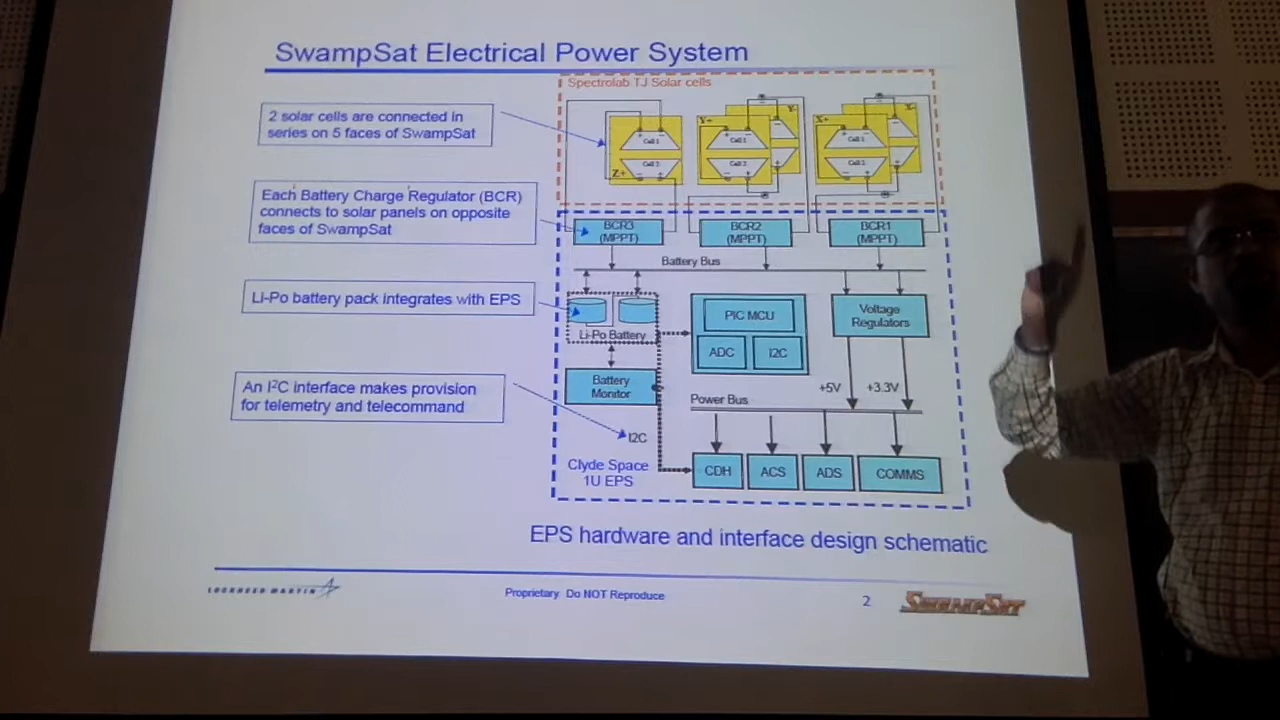 SwampSat Electrical Power System
2 solar cells are connected in
series on 5 faces of SwampSat
Each Battery Charge Regulator (BCR)
connects to solar panels on opposite
faces of SwampSat
Li-Po battery pack integrates with EPS
An I²C interface makes provision
for telemetry and telecommand
Spectrolab TJ Solar cells
Cell 1
Cell 2
Z+
Y-
Y+
Cell 1
Cell 2
X-
X+
Cell 1
Cell 2
BCR3
(MPPT)
BCR2
(MPPT)
BCR1
(MPPT)
Battery Bus
Li-Po Battery
PIC MCU
ADC
I2C
Voltage
Regulators
Battery
Monitor
+5V
+3.3V
Power Bus
I2C
Clyde Space
1U EPS
CDH
ACS
ADS
COMMS
EPS hardware and interface design schematic
LOCKHEED MARTIN
Proprietary Do NOT Reproduce
2
SWAMPSAT